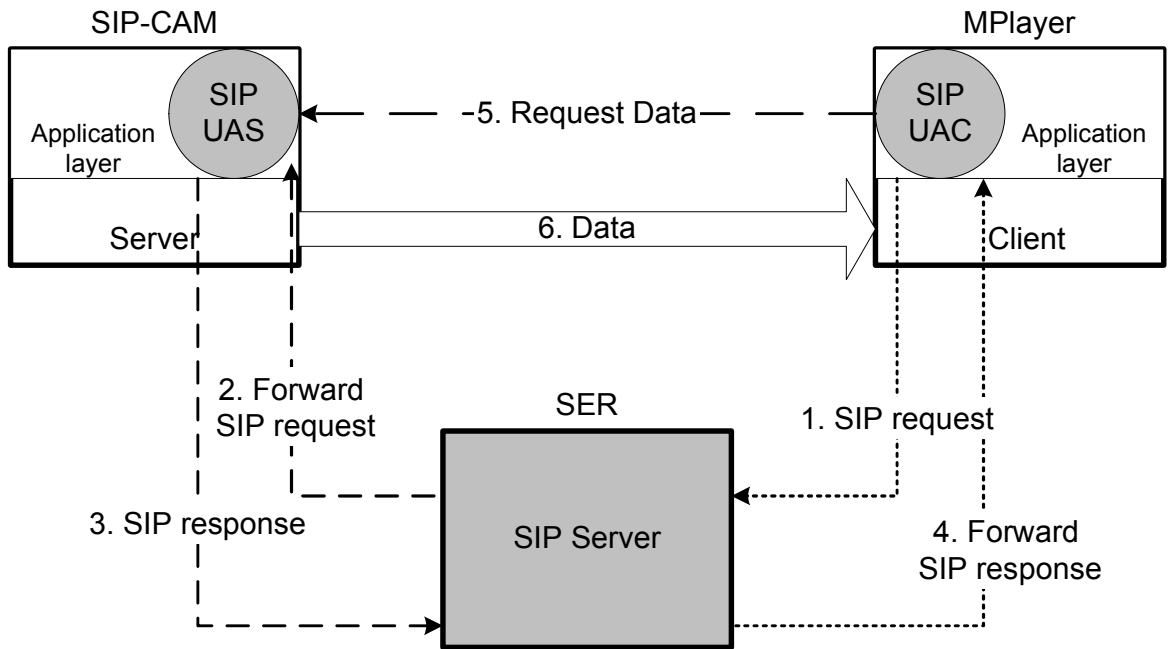 SIP-CAM
MPlayer
SIP
UAS
Application
layer
Server
5. Request Data
SIP
UAC
Application
layer
Client
6. Data
2. Forward
SIP request
SER
1. SIP request
3. SIP response
SIP Server
4. Forward
SIP response